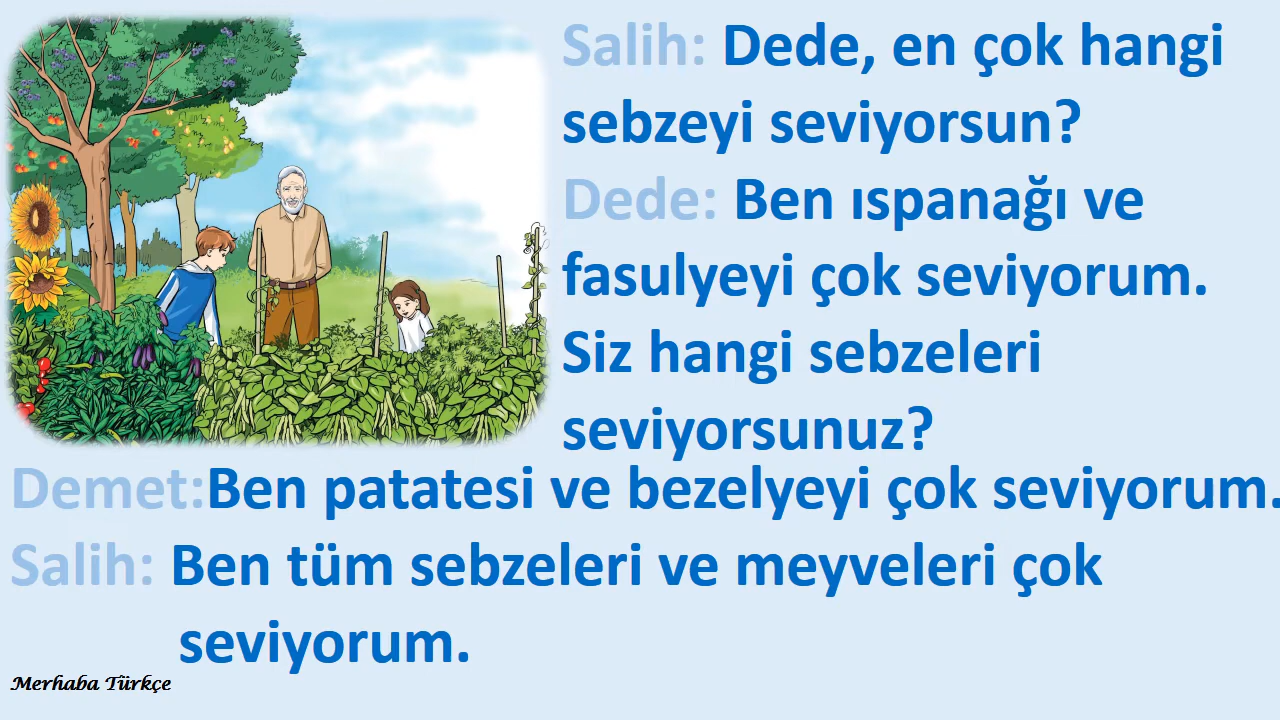 Salih: Dede, en çok hangi
sebzeyi seviyorsun?
Dede: Ben ıspanağı ve
fasulyeyi çok seviyorum.
Siz hangi sebzeleri
seviyorsunuz?
Demet:Ben patatesi ve bezelyeyi çok seviyorum.
Salih: Ben tüm sebzeleri ve meyveleri çok
seviyorum.
Merhaba Türkçe